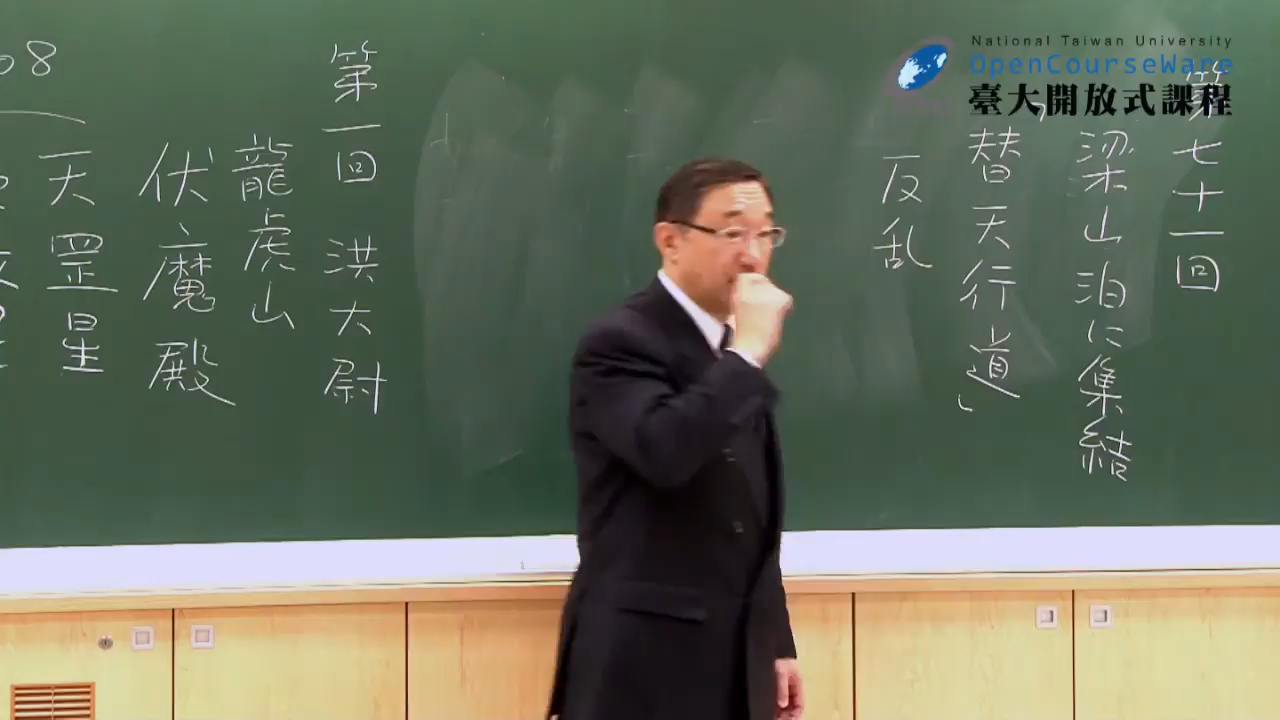 National Taiwan University
OpenCourseWare
臺大開放式課程
第七十一回
梁山泊に集結
「替天行道」
反乱
第一回 洪大尉
龍虎山
伏魔殿
08
天罡星